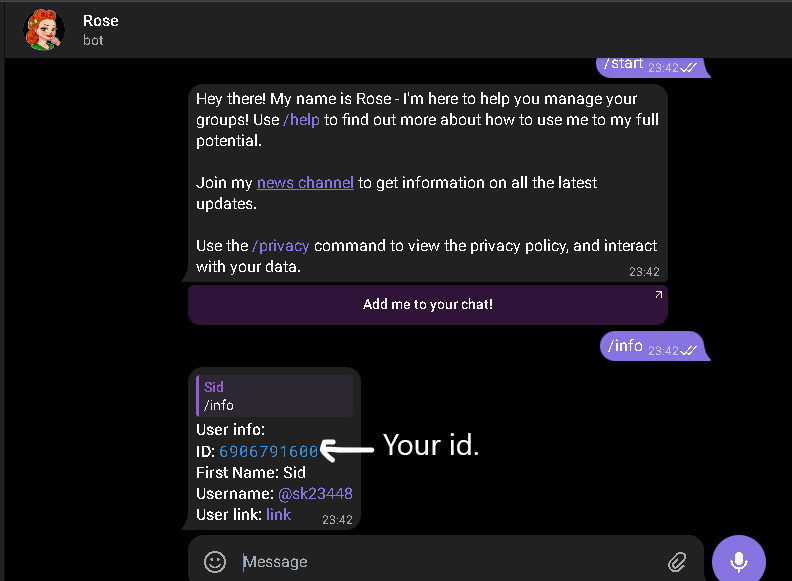 Rose
bot
/start 23:42
Hey there! My name is Rose - I'm here to help you manage your
groups! Use /help to find out more about how to use me to my full
potential.
Join my news channel to get information on all the latest
updates.
Use the /privacy command to view the privacy policy, and interact
with your data.
23:42
Add me to your chat!
/info 23:42
Sid
/info
User info:
ID: 6906791600
Your id.
First Name: Sid
Username: @sk23448
User link: link
23:42
Message